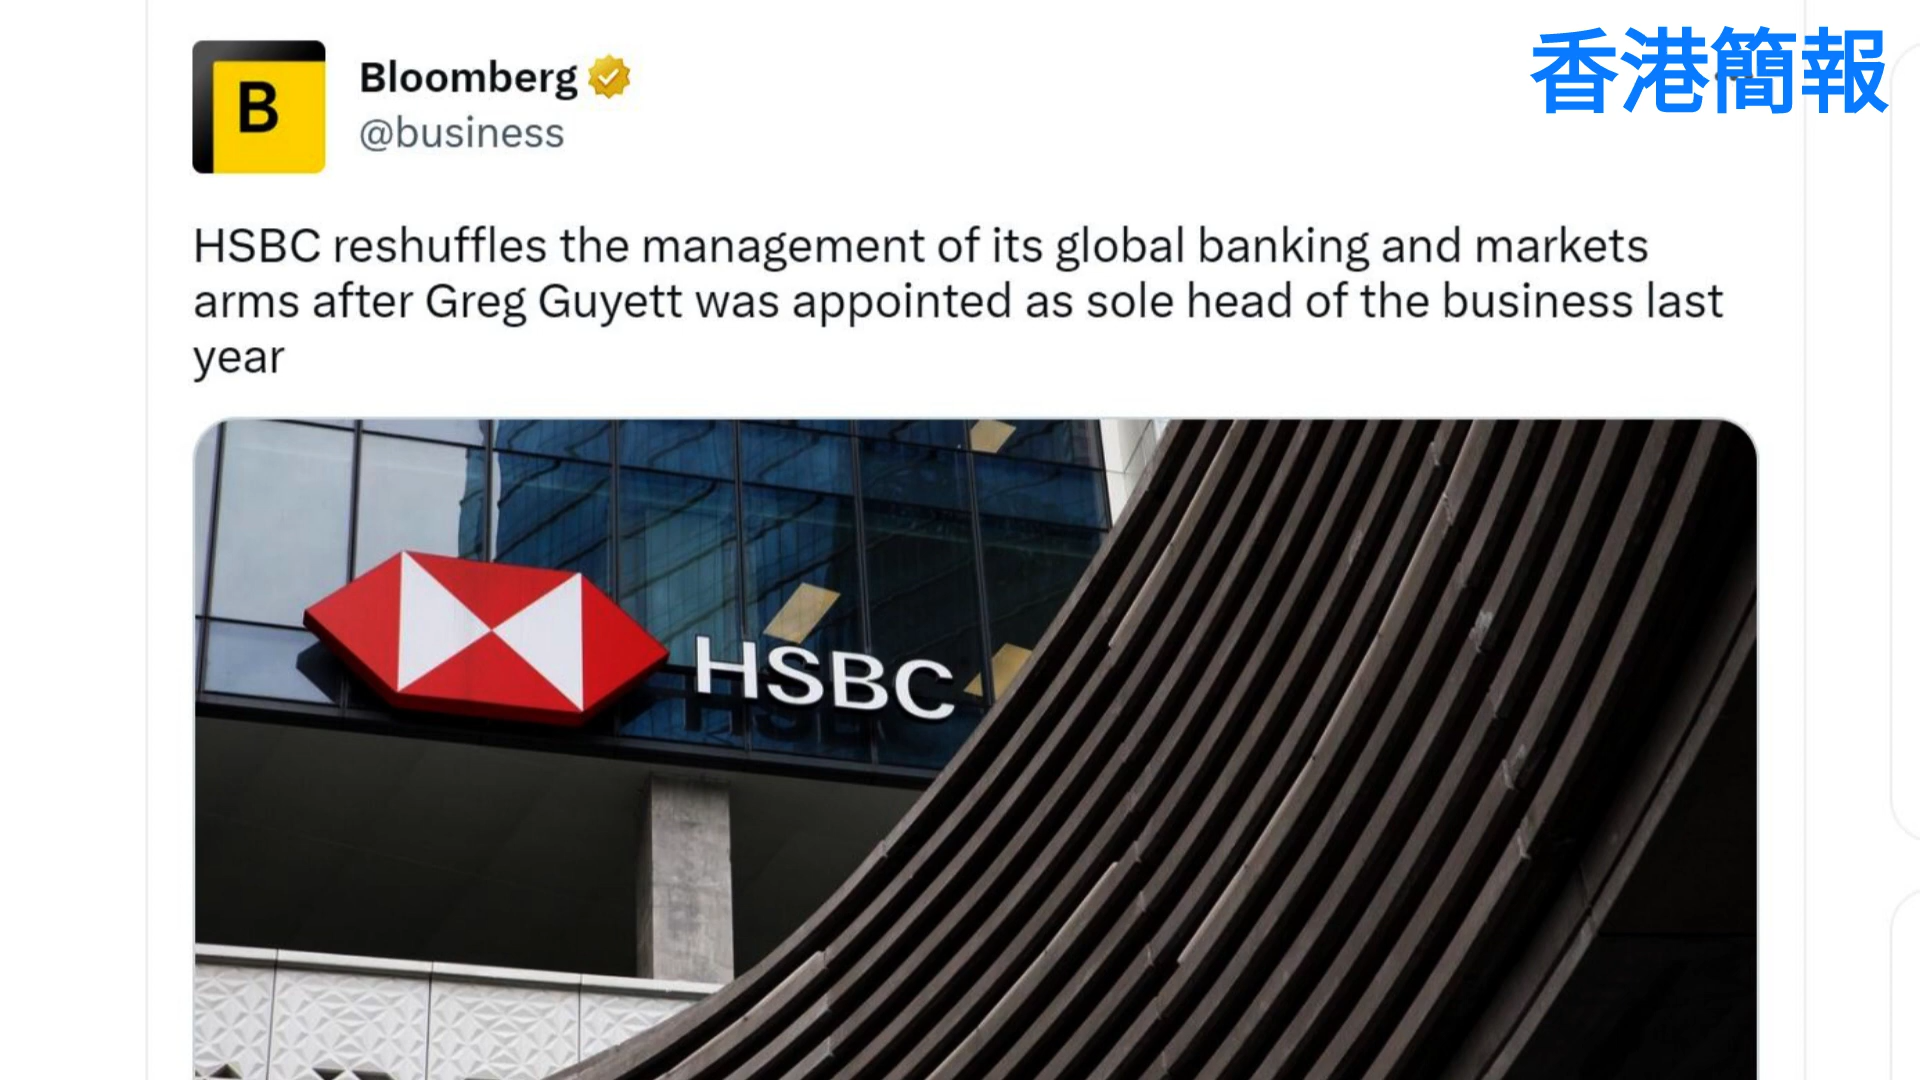 香港簡報
B
Bloomberg
@business
HSBC reshuffles the management of its global banking and markets
arms after Greg Guyett was appointed as sole head of the business last
year
HSBC